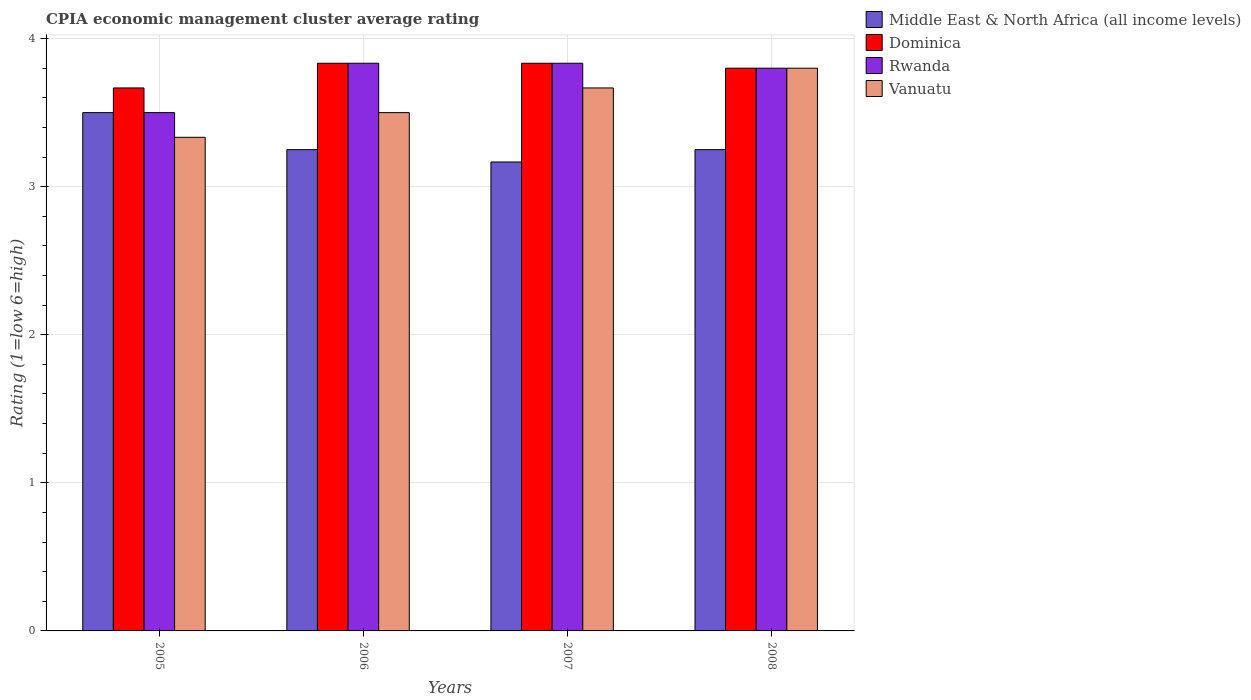 CPIA economic management cluster average rating
Middle East & North Africa (all income levels)
Dominica
Rwanda
Vanuatu
Rating (1=low 6=high)
4
3
2
1
0
2005
2006
2007
2008
Years